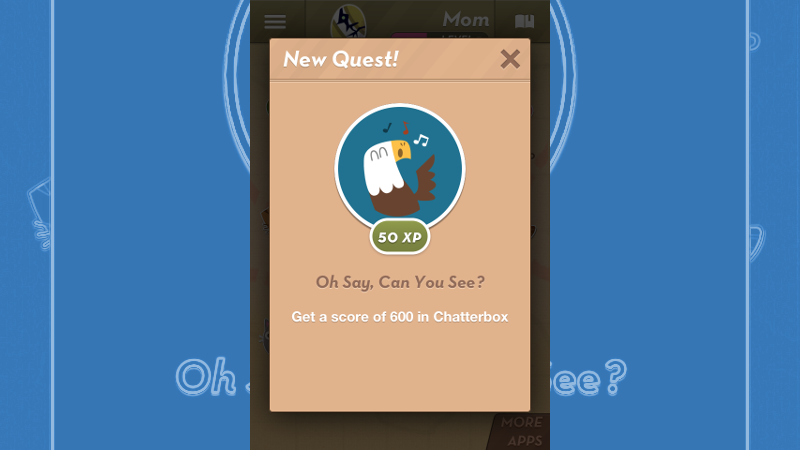 Mom
LEVEL
New Quest!
50 XP
Oh Say, Can You See?
Get a score of 600 in Chatterbox
Oh
See?
MORE
APPS